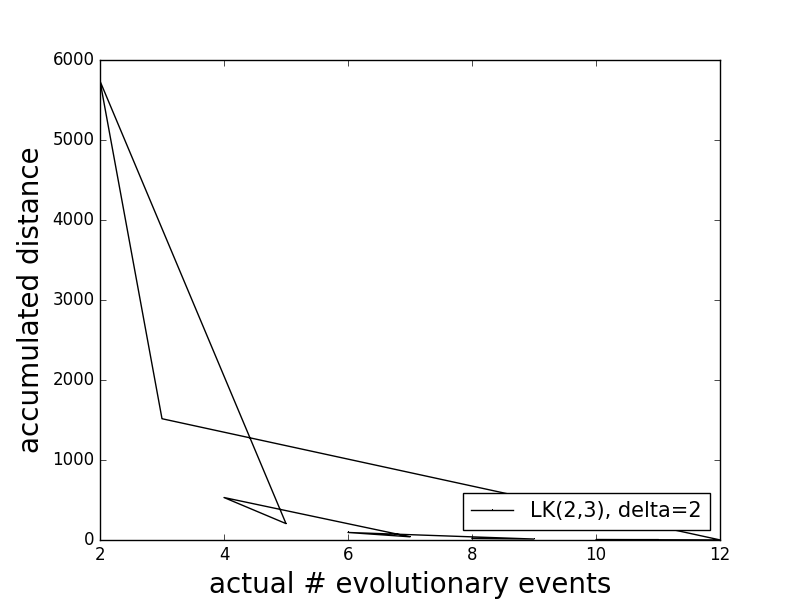 6000
5000
4000
3000
2000
1000
0
accumulated distance
LK(2,3), delta=2
2 4 6 8 10 12
actual # evolutionary events